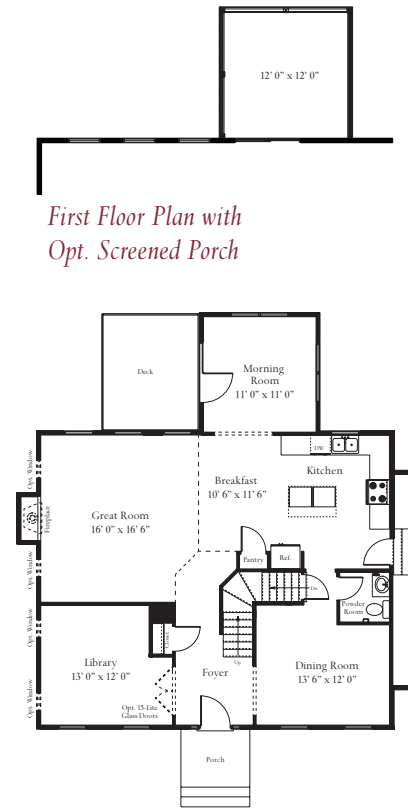 12' 0" x 12' 0"
First Floor Plan with
Opt. Screened Porch
Deck
Morning
Room
11' 0" x 11' 0"
Opt. Window
Kitchen
DW
Breakfast
10' 6" x 11' 6"
Great Room
16' 0" x 16' 6"
Fireplace
Opt. Window
Pantry
Ref.
Dn
Powder
Room
Opt. Window
Library
13' 0" x 12' 0"
Up
Foyer
Dining Room
13' 6" x 12' 0"
Opt. Window
Opt. 15-Lite
Glass Doors
Porch